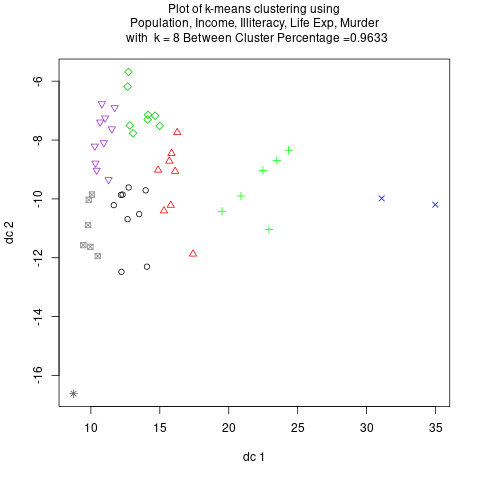 Plot of k-means clustering using
Population, Income, Illiteracy, Life Exp, Murder
with k = 8 Between Cluster Percentage =0.9633
-6
-8
-10
-12
-14
-16
dc 2
10 15 20 25 30 35
dc 1